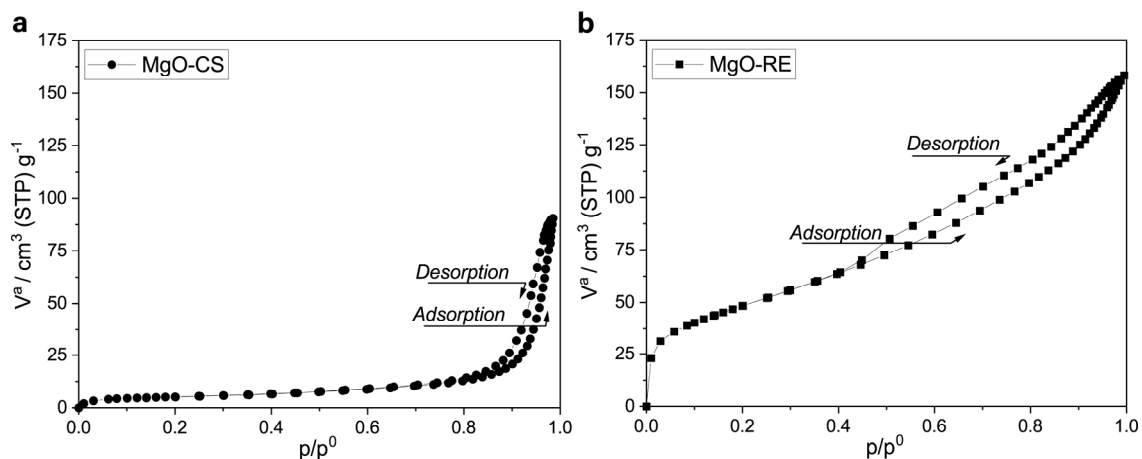 a
MgO-CS
175
150
125
100
75
50
25
0
0.0 0.2 0.4 0.6 0.8 1.0
Vᵃ / cm³ (STP) g⁻¹
p/p⁰
Desorption
Adsorption
b
MgO-RE
175
150
125
100
75
50
25
0
0.0 0.2 0.4 0.6 0.8 1.0
Vᵃ / cm³ (STP) g⁻¹
p/p⁰
Desorption
Adsorption